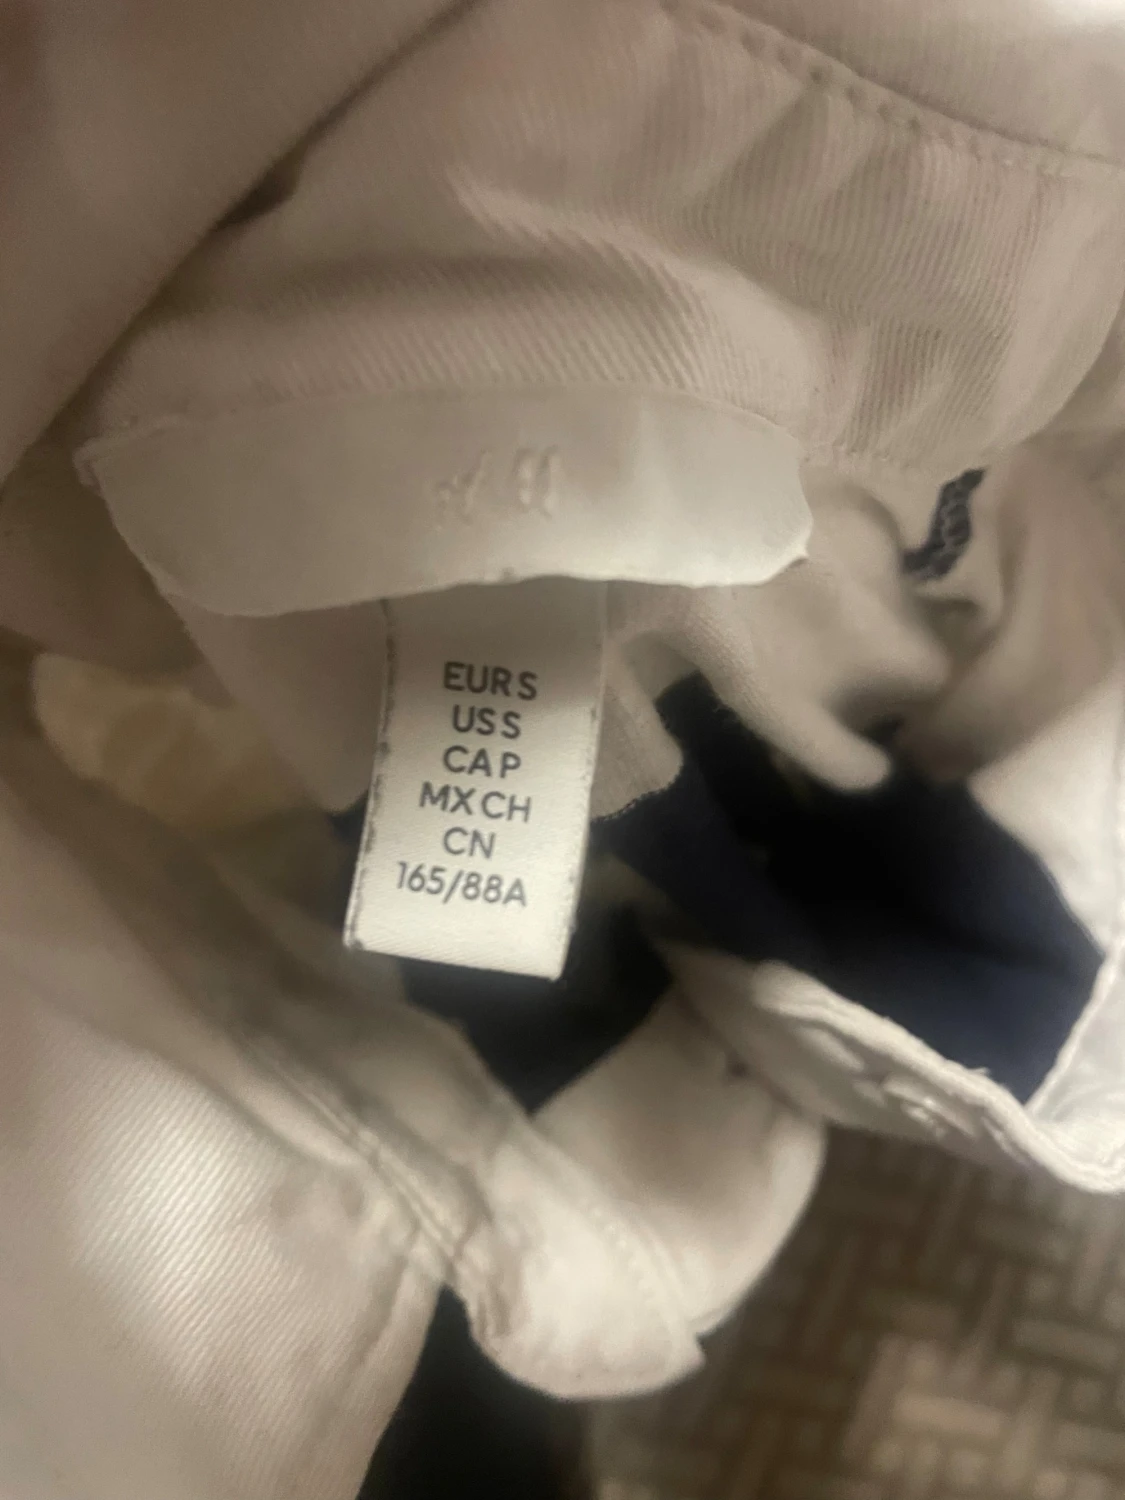 EUR S
US S
CA P
MX CH
CN
165/88A